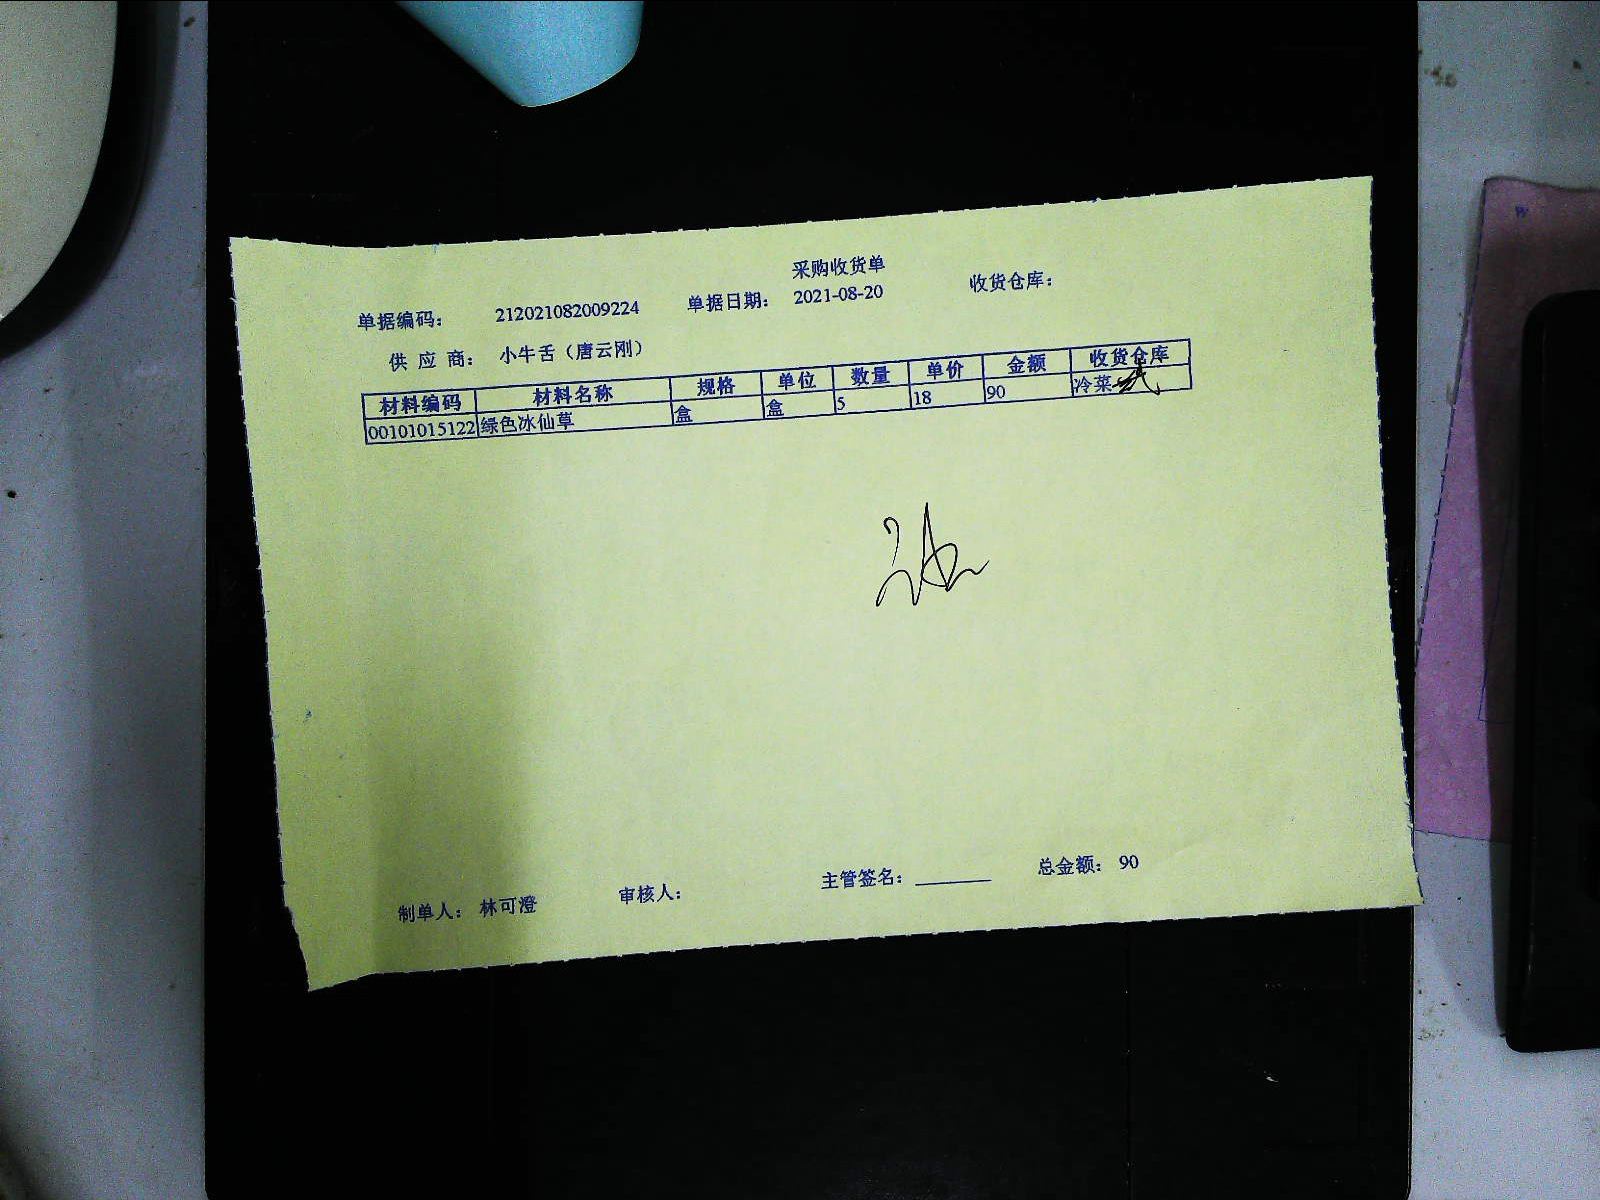 采购收货单
单据编码: 212021082009224 单据日期: 2021-08-20 收货仓库:
供应商: 小牛舌（唐云刚）
材料编码 材料名称 规格 单位 数量 单价 金额 收货仓库
00101015122 绿色冰仙草 盒 盒 5 18 90 冷菜
制单人: 林可澄 审核人: 主管签名: ________ 总金额: 90